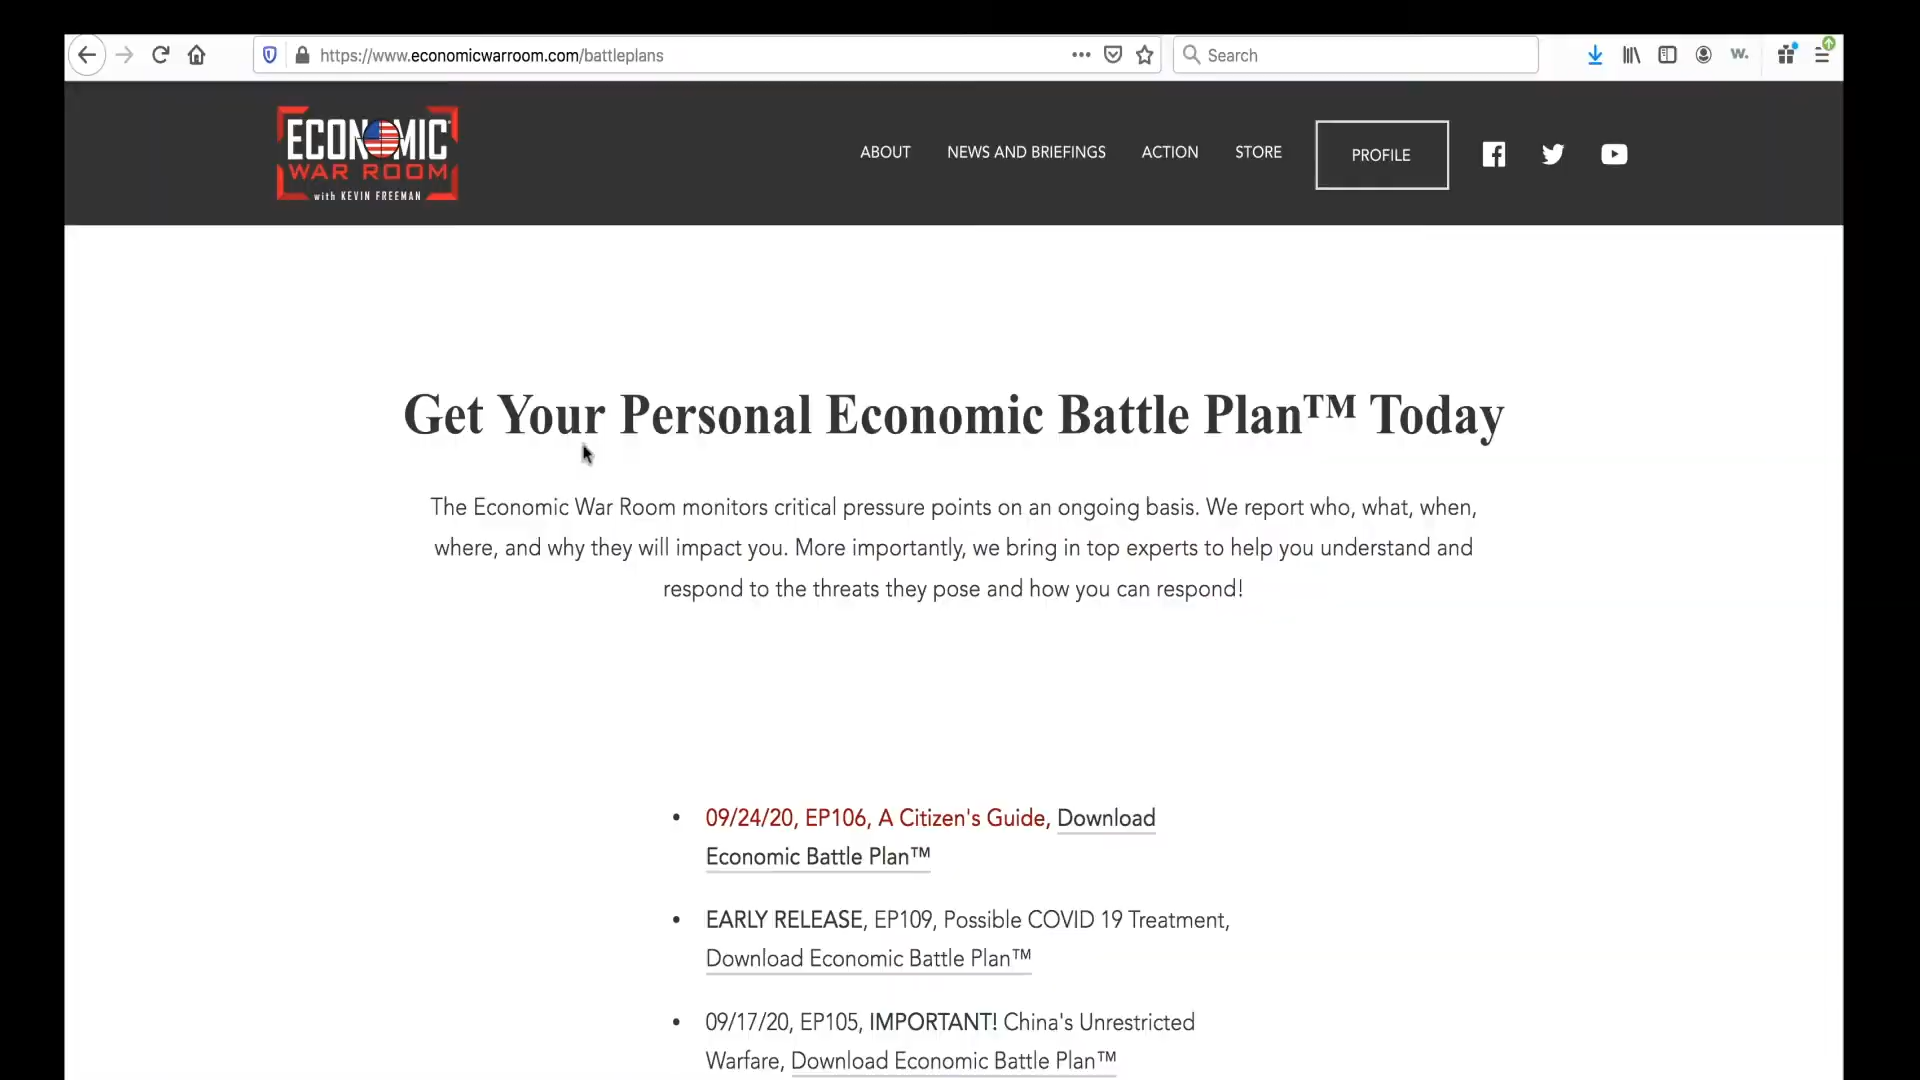 https://www.economicwarroom.com/battleplans
Search
w.
ECONOMIC
WAR ROOM
with KEVIN FREEMAN
ABOUT
NEWS AND BRIEFINGS
ACTION
STORE
PROFILE
Get Your Personal Economic Battle Plan™ Today
The Economic War Room monitors critical pressure points on an ongoing basis. We report who, what, when,
where, and why they will impact you. More importantly, we bring in top experts to help you understand and
respond to the threats they pose and how you can respond!
• 09/24/20, EP106, A Citizen's Guide, Download
Economic Battle Plan™
• EARLY RELEASE, EP109, Possible COVID 19 Treatment,
Download Economic Battle Plan™
• 09/17/20, EP105, IMPORTANT! China's Unrestricted
Warfare, Download Economic Battle Plan™